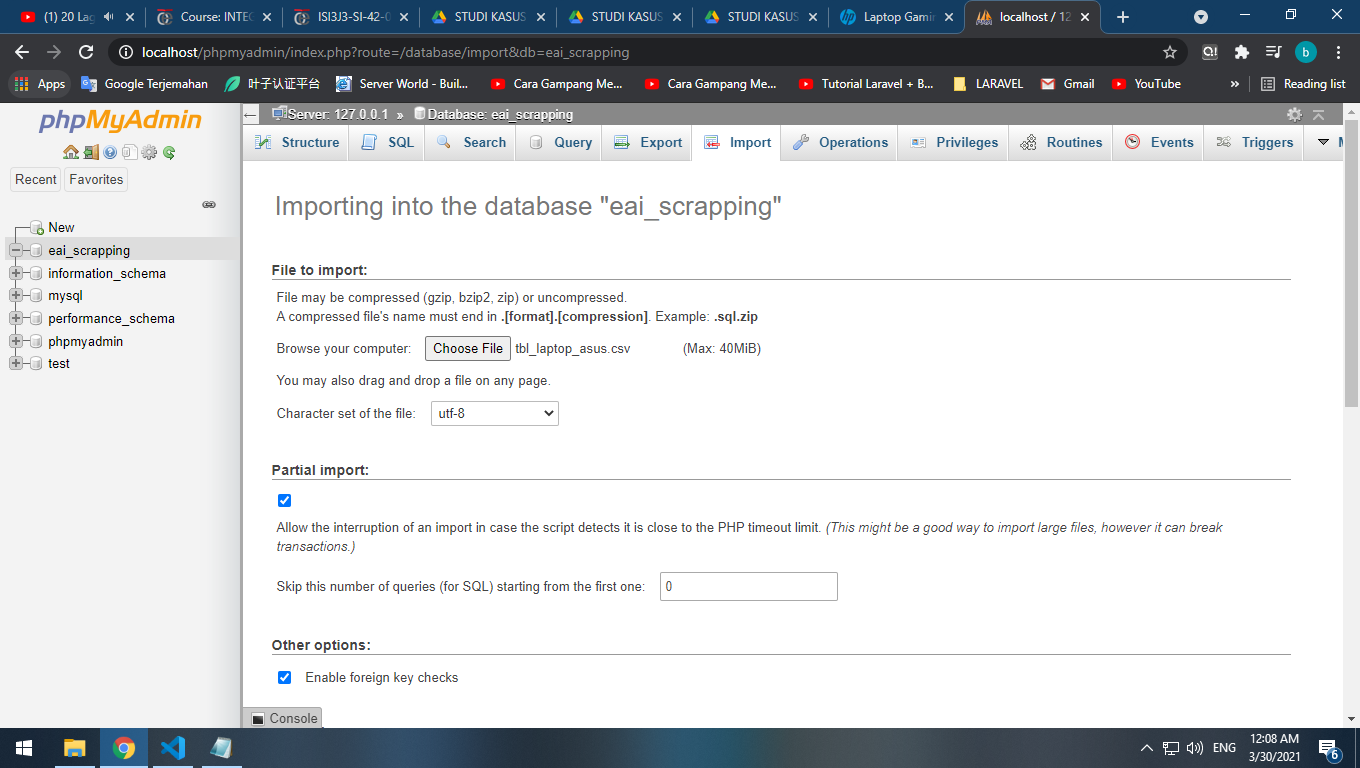 (1) 20 Lag
Course: INTEG
ISI3J3-SI-42-0
STUDI KASUS
STUDI KASUS
STUDI KASUS
Laptop Gamin
localhost / 12
localhost/phpmyadmin/index.php?route=/database/import&db=eai_scrapping
b
Apps
Google Terjemahan
叶子认证平台
Server World - Buil...
Cara Gampang Me...
Cara Gampang Me...
Tutorial Laravel + B...
LARAVEL
Gmail
YouTube
»
Reading list
phpMyAdmin
Recent
Favorites
New
eai_scrapping
information_schema
mysql
performance_schema
phpmyadmin
test
Server: 127.0.0.1 » Database: eai_scrapping
Structure
SQL
Search
Query
Export
Import
Operations
Privileges
Routines
Events
Triggers
Importing into the database "eai_scrapping"
File to import:
File may be compressed (gzip, bzip2, zip) or uncompressed.
A compressed file's name must end in .[format].[compression]. Example: .sql.zip
Browse your computer: Choose File tbl_laptop_asus.csv (Max: 40MiB)
You may also drag and drop a file on any page.
Character set of the file: utf-8
Partial import:
Allow the interruption of an import in case the script detects it is close to the PHP timeout limit. (This might be a good way to import large files, however it can break
transactions.)
Skip this number of queries (for SQL) starting from the first one: 0
Other options:
Enable foreign key checks
Console
ENG
12:08 AM
3/30/2021
6